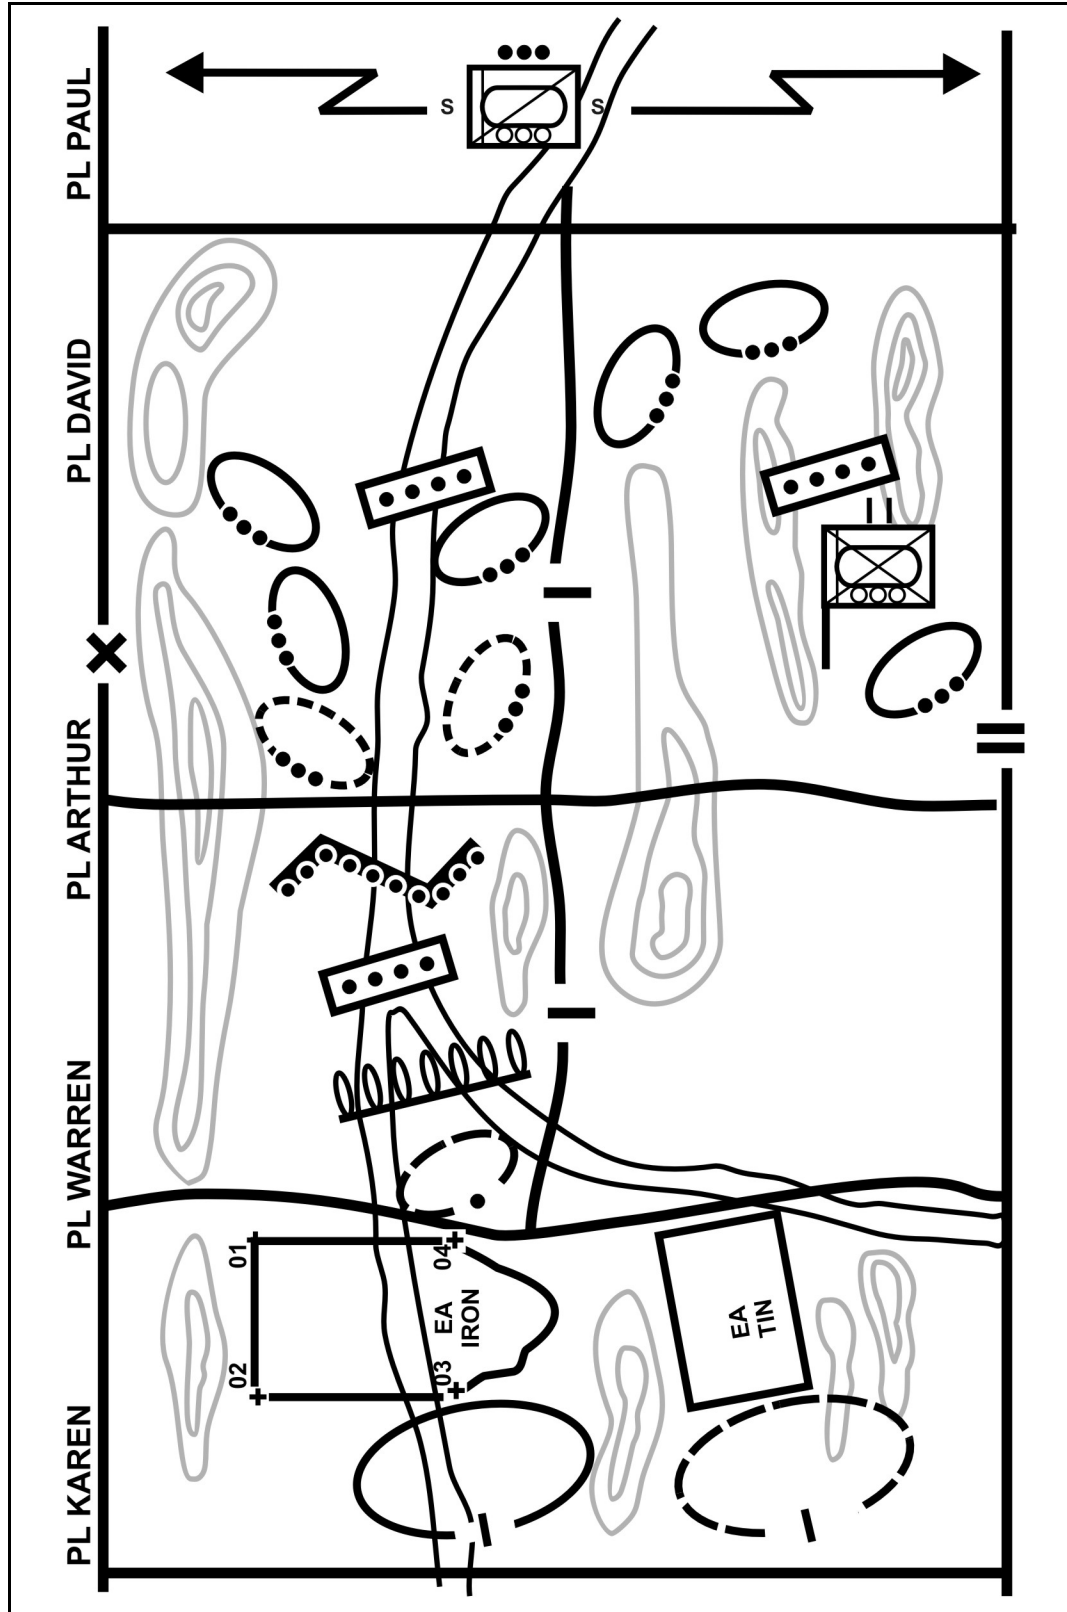 S
S
PL PAUL
PL DAVID
PL ARTHUR
PL WARREN
PL KAREN
01
04
02
03
EA
IRON
EA
TIN